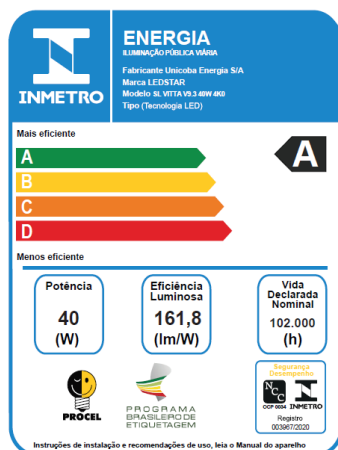 ENERGIA
ILUMINAÇÃO PÚBLICA VIÁRIA
Fabricante Unicoba Energia S/A
Marca LEDSTAR
Modelo SL VITTA V9.3 40W 4K0
Tipo (Tecnologia LED)
INMETRO
Mais eficiente
A
A
B
C
D
Menos eficiente
Potência
40
(W)
Eficiência
Luminosa
161,8
(lm/W)
Vida
Declarada
Nominal
102.000
(h)
PROCEL
PROGRAMA
BRASILEIRO DE
ETIQUETAGEM
Segurança
Desempenho
NCC
OCP 0034
INMETRO
Registro
003967/2020
Instruções de instalação e recomendações de uso, leia o Manual do aparelho